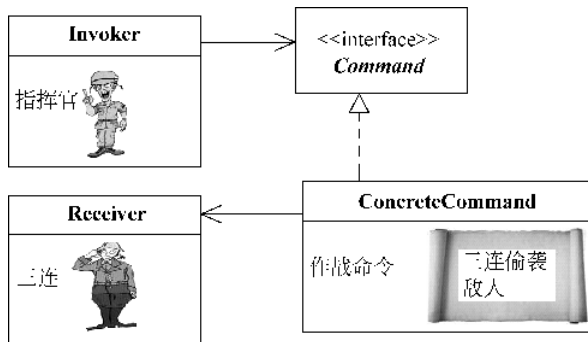 Invoker
指挥官
<<interface>>
Command
Receiver
三连
ConcreteCommand
作战命令
三连偷袭
敌人